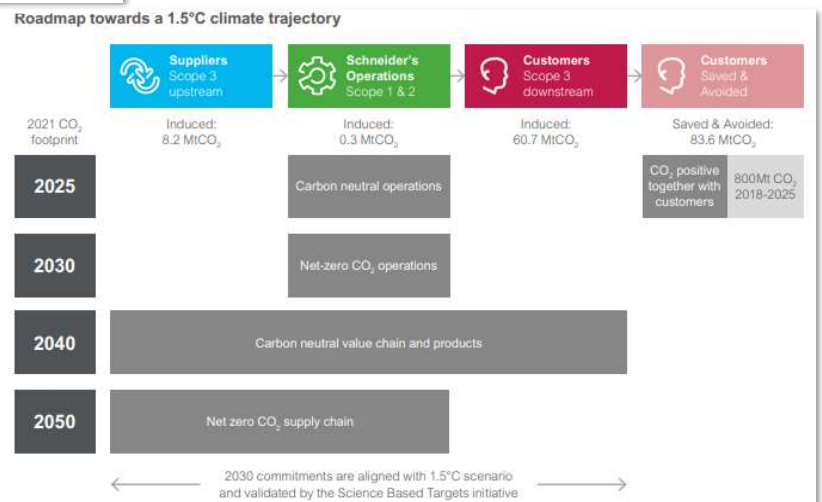 Roadmap towards a 1.5°C climate trajectory
Suppliers
Scope 3
upstream
Schneider's
Operations
Scope 1 & 2
Customers
Scope 3
downstream
Customers
Saved &
Avoided
2021 CO₂
footprint
Induced:
8.2 MtCO₂
Induced:
0.3 MtCO₂
Induced:
60.7 MtCO₂
Saved & Avoided:
83.6 MtCO₂
2025
Carbon neutral operations
CO₂ positive
together with
customers
800Mt CO₂
2018-2025
2030
Net-zero CO₂ operations
2040
Carbon neutral value chain and products
2050
Net zero CO₂ supply chain
2030 commitments are aligned with 1.5°C scenario
and validated by the Science Based Targets initiative